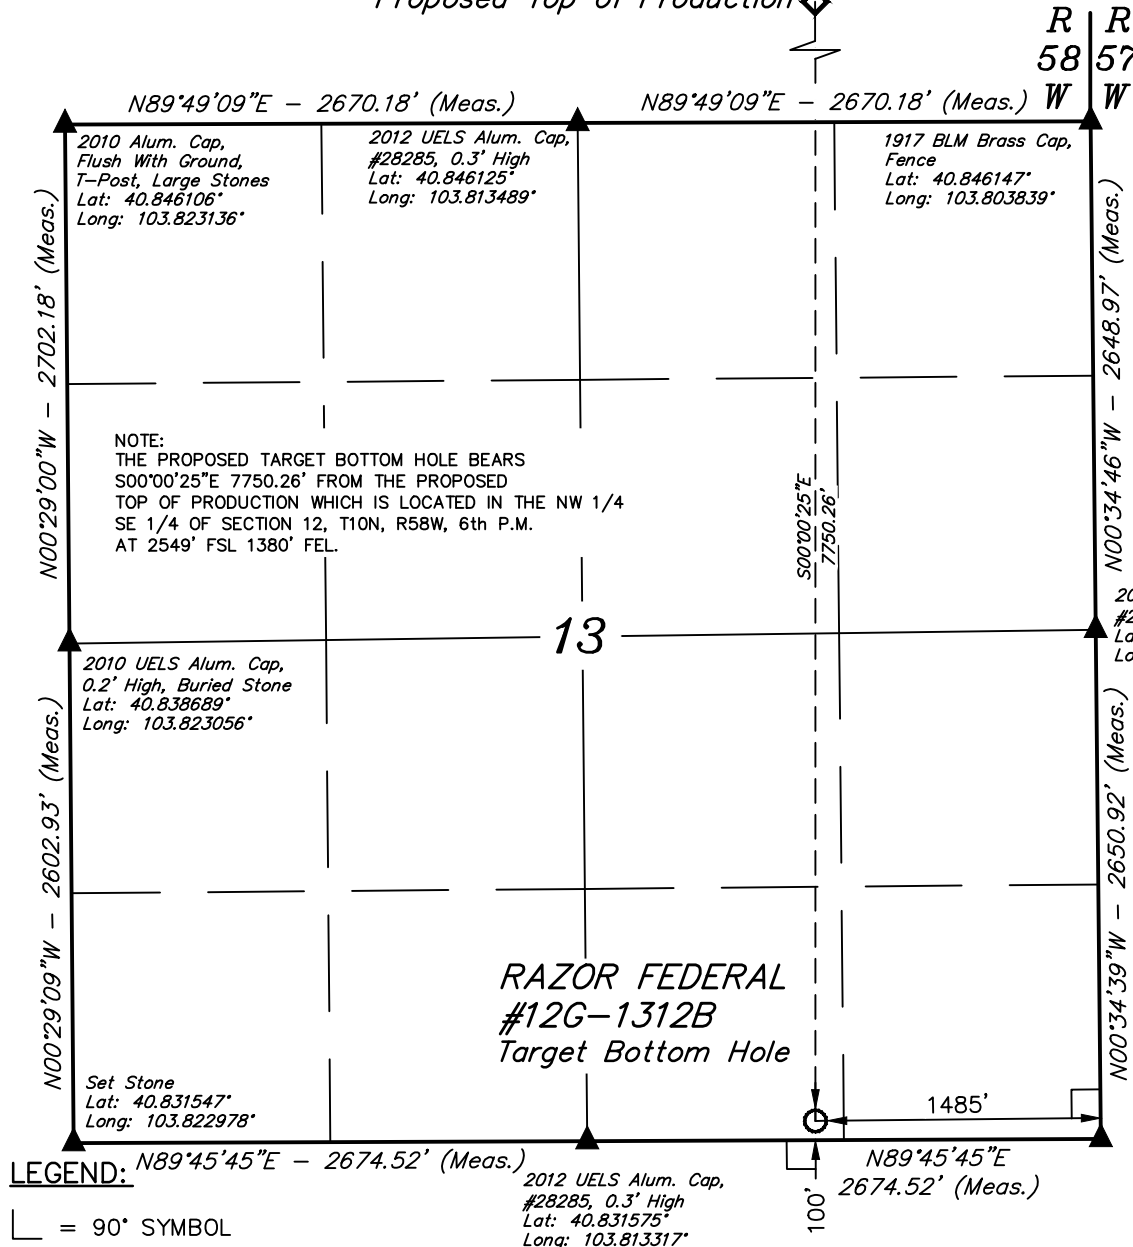 Proposed Top of Production
R R
58 57
W W
N89°49'09"E - 2670.18' (Meas.)
N89°49'09"E - 2670.18' (Meas.)
2010 Alum. Cap,
Flush With Ground,
T-Post, Large Stones
Lat: 40.846106°
Long: 103.823136°
2012 UELS Alum. Cap,
#28285, 0.3' High
Lat: 40.846125°
Long: 103.813489°
1917 BLM Brass Cap,
Fence
Lat: 40.846147°
Long: 103.803839°
N00°29'00"W - 2702.18' (Meas.)
N00°34'46"W - 2648.97' (Meas.)
NOTE:
THE PROPOSED TARGET BOTTOM HOLE BEARS
S00°00'25"E 7750.26' FROM THE PROPOSED
TOP OF PRODUCTION WHICH IS LOCATED IN THE NW 1/4
SE 1/4 OF SECTION 12, T10N, R58W, 6th P.M.
AT 2549' FSL 1380' FEL.
S00°00'25"E
7750.26'
13
2010 UELS Alum. Cap,
0.2' High, Buried Stone
Lat: 40.838689°
Long: 103.823056°
N00°29'09"W - 2602.93' (Meas.)
N00°34'39"W - 2650.92' (Meas.)
RAZOR FEDERAL
#12G-1312B
Target Bottom Hole
Set Stone
Lat: 40.831547°
Long: 103.822978°
1485'
N89°45'45"E - 2674.52' (Meas.)
N89°45'45"E
2674.52' (Meas.)
100'
2012 UELS Alum. Cap,
#28285, 0.3' High
Lat: 40.831575°
Long: 103.813317°
LEGEND:
= 90° SYMBOL